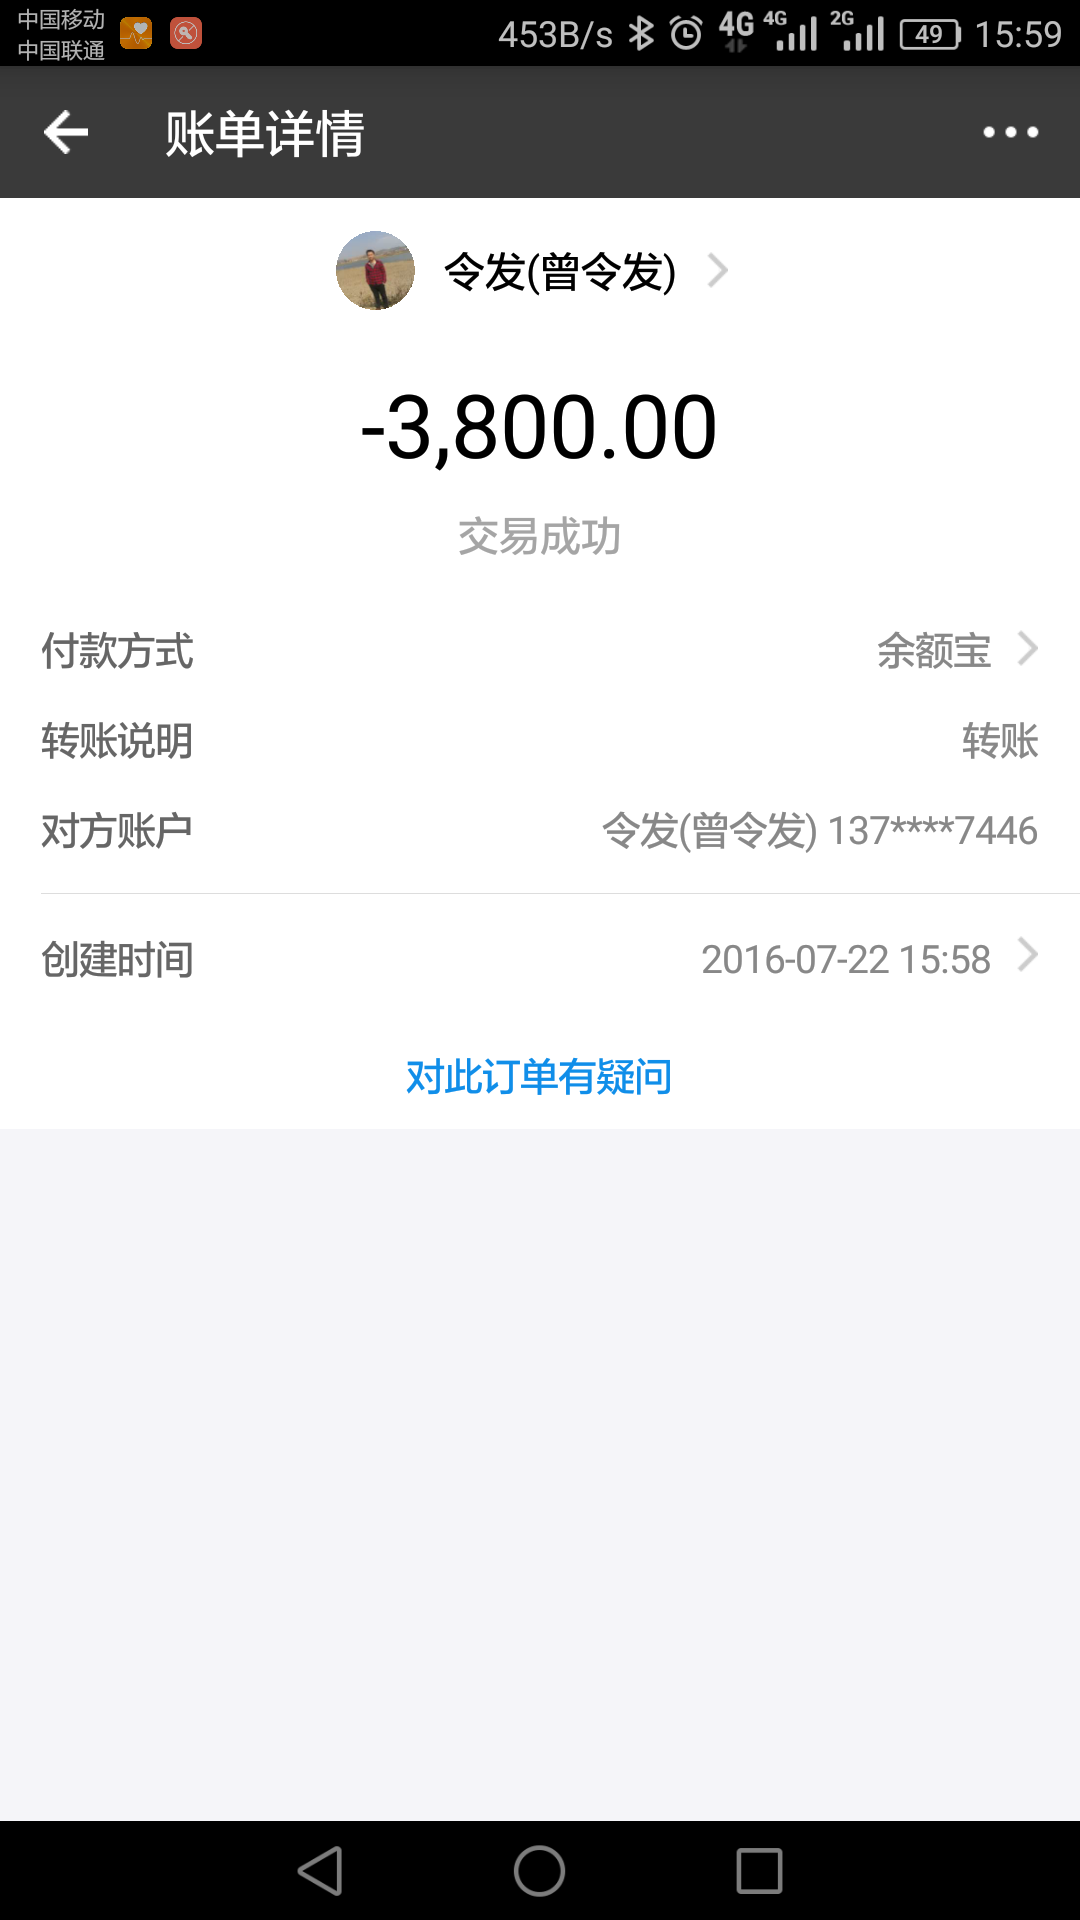 中国移动
中国联通
453B/s 4G 4G 2G 49 15:59
账单详情
令发(曾令发)
-3,800.00
交易成功
付款方式 余额宝
转账说明 转账
对方账户 令发(曾令发) 137****7446
创建时间 2016-07-22 15:58
对此订单有疑问